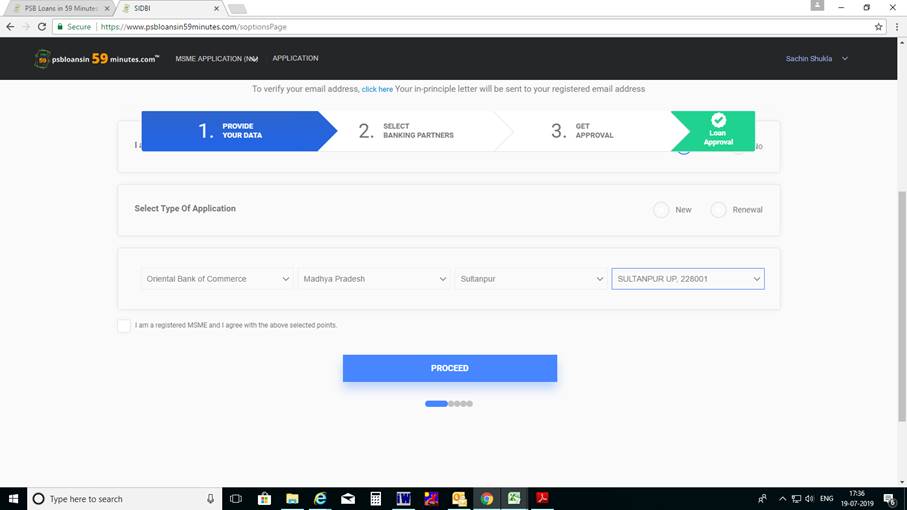 PSB Loans in 59 Minutes
SIDBI
Secure
https://www.psbloansin59minutes.com/soptionsPage
psbloansin 59 minutes.com™
MSME APPLICATION
APPLICATION
Sachin Shukla
To verify your email address, click here Your in-principle letter will be sent to your registered email address
1. PROVIDE
YOUR DATA
2. SELECT
BANKING PARTNERS
3. GET
APPROVAL
Loan
Approval
No
Select Type Of Application
New
Renewal
Oriental Bank of Commerce
Madhya Pradesh
Sultanpur
SULTANPUR UP, 228001
I am a registered MSME and I agree with the above selected points.
PROCEED
Type here to search
ENG
17:36
19-07-2019